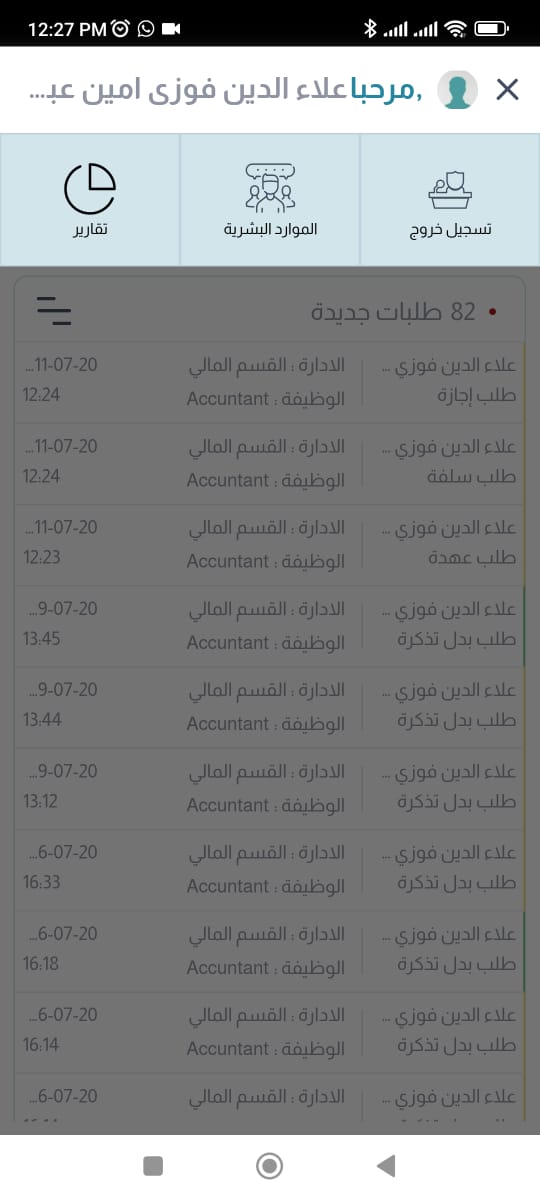 12:27 PM
مرحبا, علاء الدين فوزى امين عبـ...
تسجيل خروج
الموارد البشرية
تقارير
82 طلبات جديدة
علاء الدين فوزي ... الادارة : القسم المالي 11-07-20...
طلب إجازة الوظيفة : Accuntant 12:24
علاء الدين فوزي ... الادارة : القسم المالي 11-07-20...
طلب سلفة الوظيفة : Accuntant 12:24
علاء الدين فوزي ... الادارة : القسم المالي 11-07-20...
طلب عهدة الوظيفة : Accuntant 12:23
علاء الدين فوزي ... الادارة : القسم المالي 9-07-20...
طلب بدل تذكرة الوظيفة : Accuntant 13:45
علاء الدين فوزي ... الادارة : القسم المالي 9-07-20...
طلب بدل تذكرة الوظيفة : Accuntant 13:44
علاء الدين فوزي ... الادارة : القسم المالي 9-07-20...
طلب بدل تذكرة الوظيفة : Accuntant 13:12
علاء الدين فوزي ... الادارة : القسم المالي 6-07-20...
طلب بدل تذكرة الوظيفة : Accuntant 16:33
علاء الدين فوزي ... الادارة : القسم المالي 6-07-20...
طلب بدل تذكرة الوظيفة : Accuntant 16:18
علاء الدين فوزي ... الادارة : القسم المالي 6-07-20...
طلب بدل تذكرة الوظيفة : Accuntant 16:14
علاء الدين فوزي ... الادارة : القسم المالي 6-07-20...